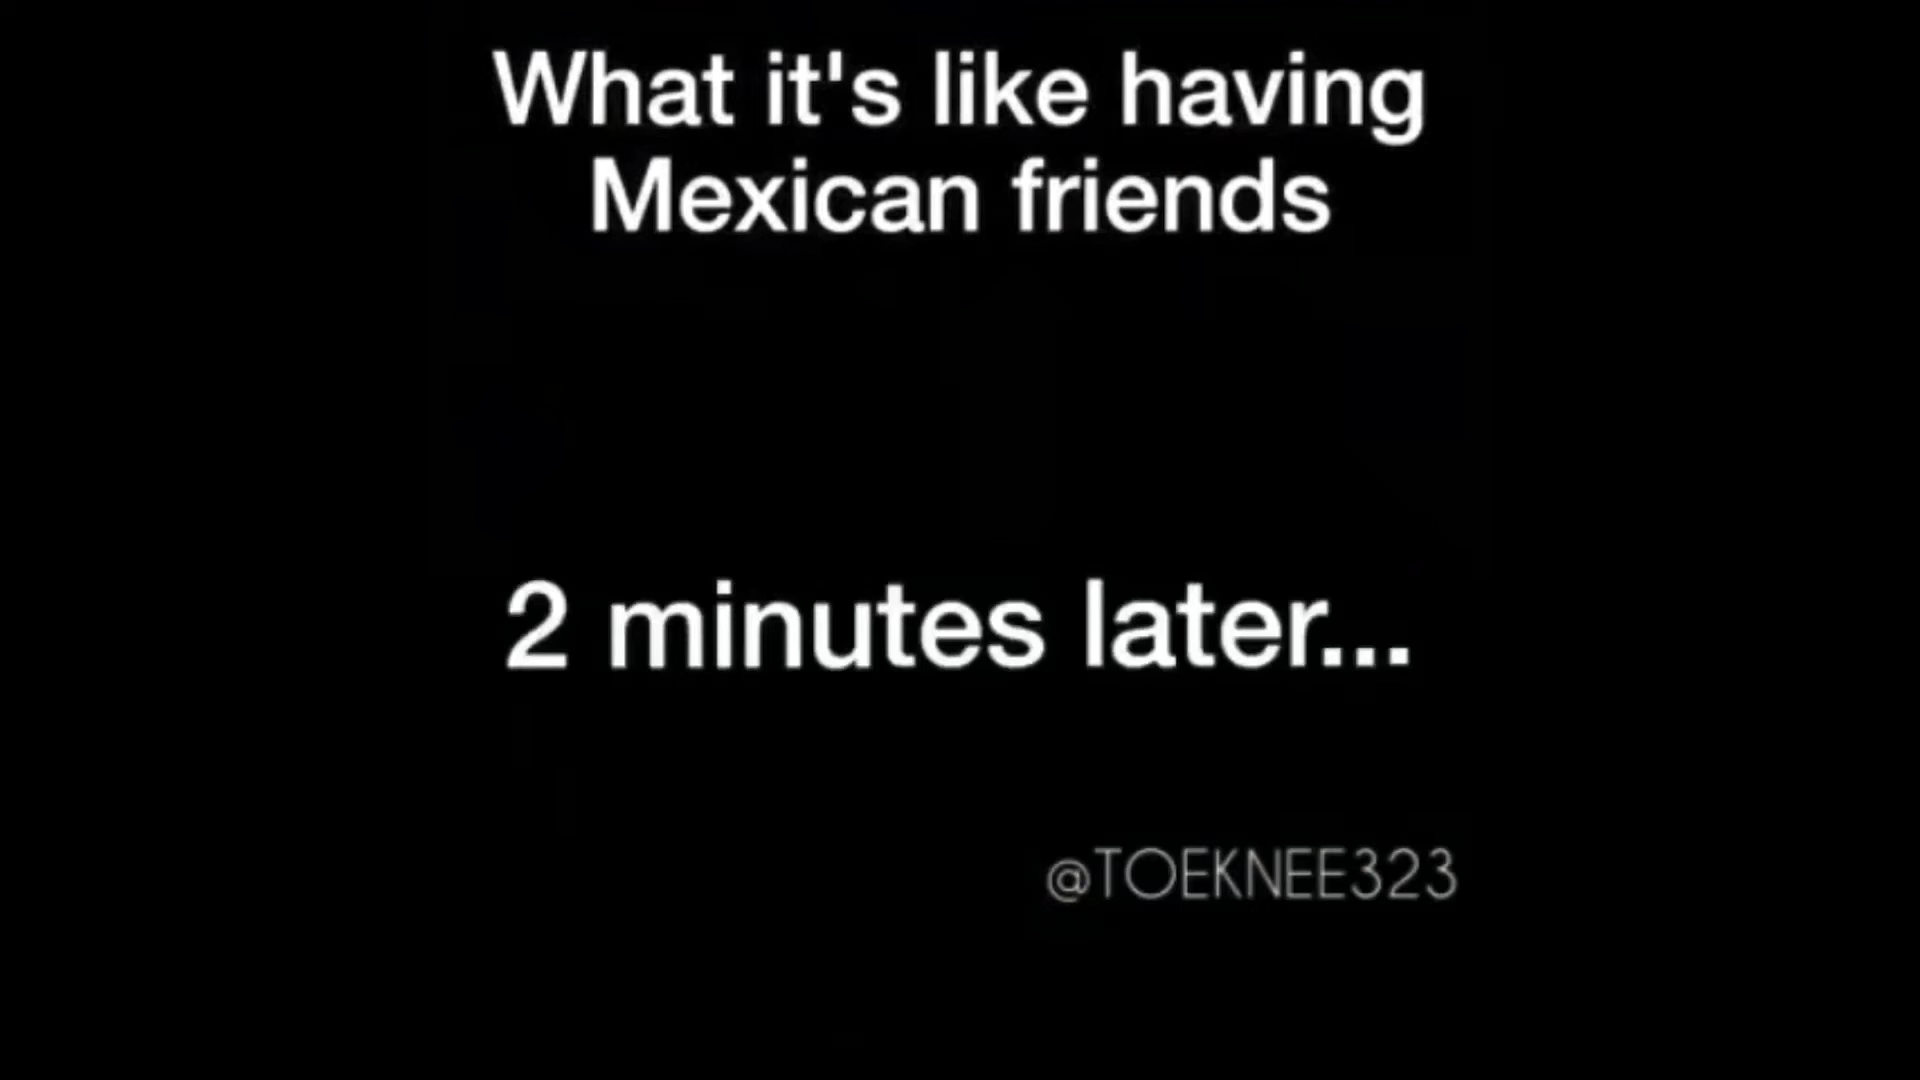 What it's like having
Mexican friends
2 minutes later...
@TOEKNEE323